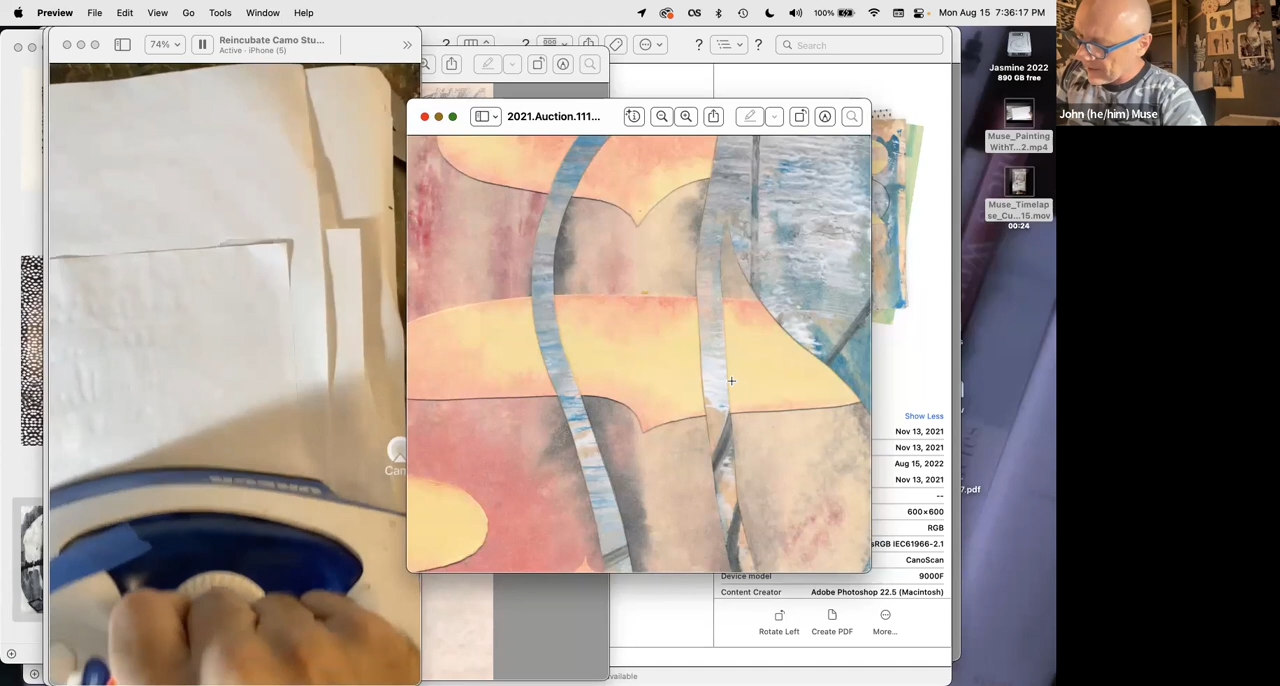 Preview File Edit View Go Tools Window Help
100% Mon Aug 15 7:36:17 PM
74%
Reincubate Camo Stu...
Active - iPhone (5)
Search
2021.Auction.111...
Jasmine 2022
890 GB free
Muse_Painting
WithT...2.mp4
Muse_Timelap
se_Cu...15.mov
00:24
John (he/him) Muse
Can
Show Less
Nov 13, 2021
Nov 13, 2021
Aug 15, 2022
Nov 13, 2021
--
600×600
RGB
sRGB IEC61966-2.1
CanoScan
Device model 9000F
Content Creator Adobe Photoshop 22.5 (Macintosh)
Rotate Left Create PDF More...
7.pdf
vailable